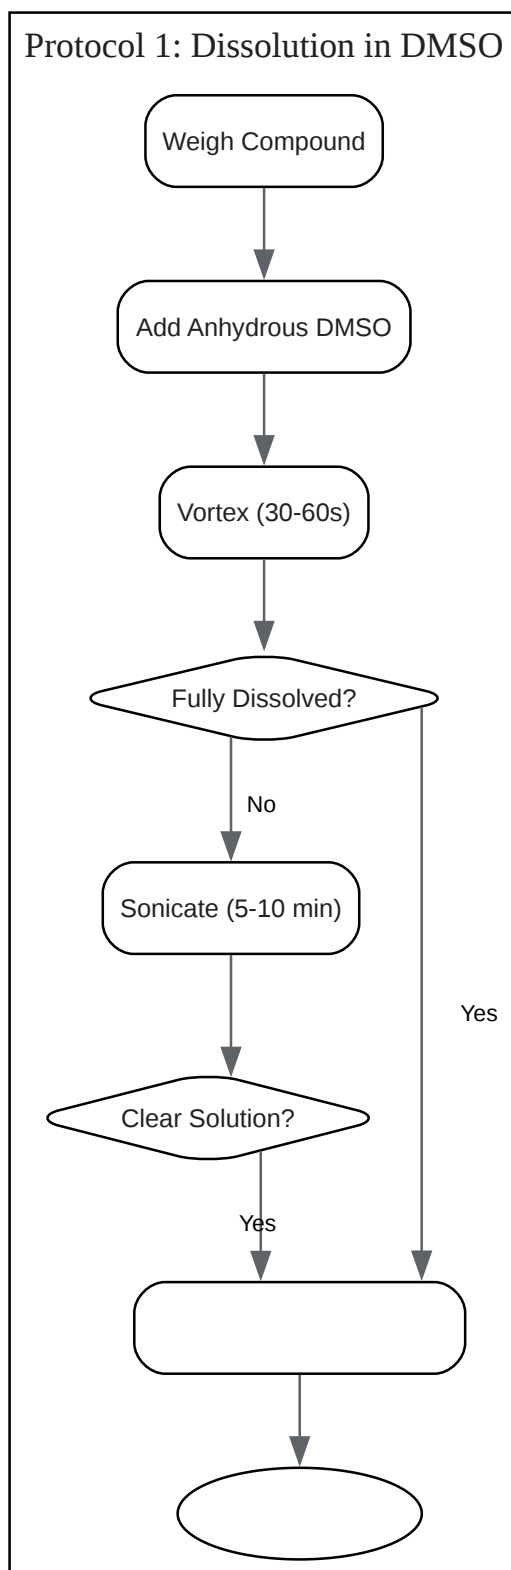 Protocol 1: Dissolution in DMSO
Weigh Compound
Add Anhydrous DMSO
Vortex (30-60s)
Fully Dissolved?
No
Sonicate (5-10 min)
Yes
Clear Solution?
Yes